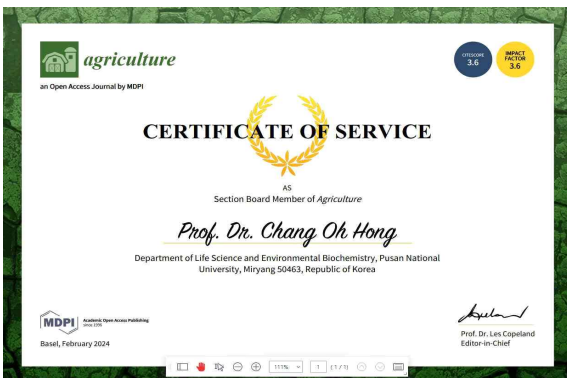 agriculture
an Open Access Journal by MDPI
CITESCORE
3.6
IMPACT
FACTOR
3.6
CERTIFICATE OF SERVICE
AS
Section Board Member of Agriculture
Prof. Dr. Chang Oh Hong
Department of Life Science and Environmental Biochemistry, Pusan National
University, Miryang 50463, Republic of Korea
MDPI
Academic Open Access Publishing
since 1996
Basel, February 2024
Prof. Dr. Les Copeland
Editor-in-Chief
111%
1 (1 / 1)